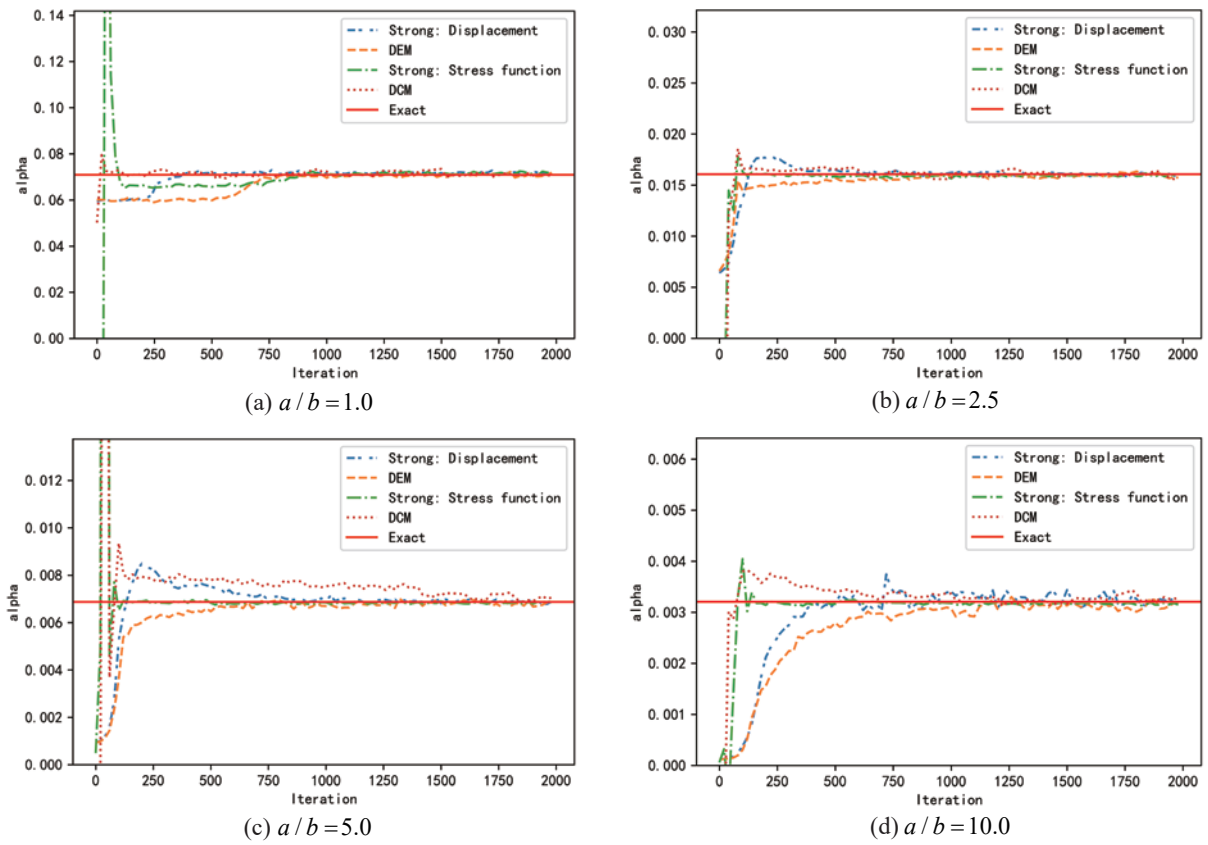 0.14
0.12
0.10
0.08
0.06
0.04
0.02
0.00
alpha
Strong: Displacement
DEM
Strong: Stress function
DCM
Exact
0 250 500 750 1000 1250 1500 1750 2000
Iteration
(a) a / b = 1.0
0.030
0.025
0.020
0.015
0.010
0.005
0.000
alpha
Strong: Displacement
DEM
Strong: Stress function
DCM
Exact
0 250 500 750 1000 1250 1500 1750 2000
Iteration
(b) a / b = 2.5
0.012
0.010
0.008
0.006
0.004
0.002
0.000
alpha
Strong: Displacement
DEM
Strong: Stress function
DCM
Exact
0 250 500 750 1000 1250 1500 1750 2000
Iteration
(c) a / b = 5.0
0.006
0.005
0.004
0.003
0.002
0.001
0.000
alpha
Strong: Displacement
DEM
Strong: Stress function
DCM
Exact
0 250 500 750 1000 1250 1500 1750 2000
Iteration
(d) a / b = 10.0